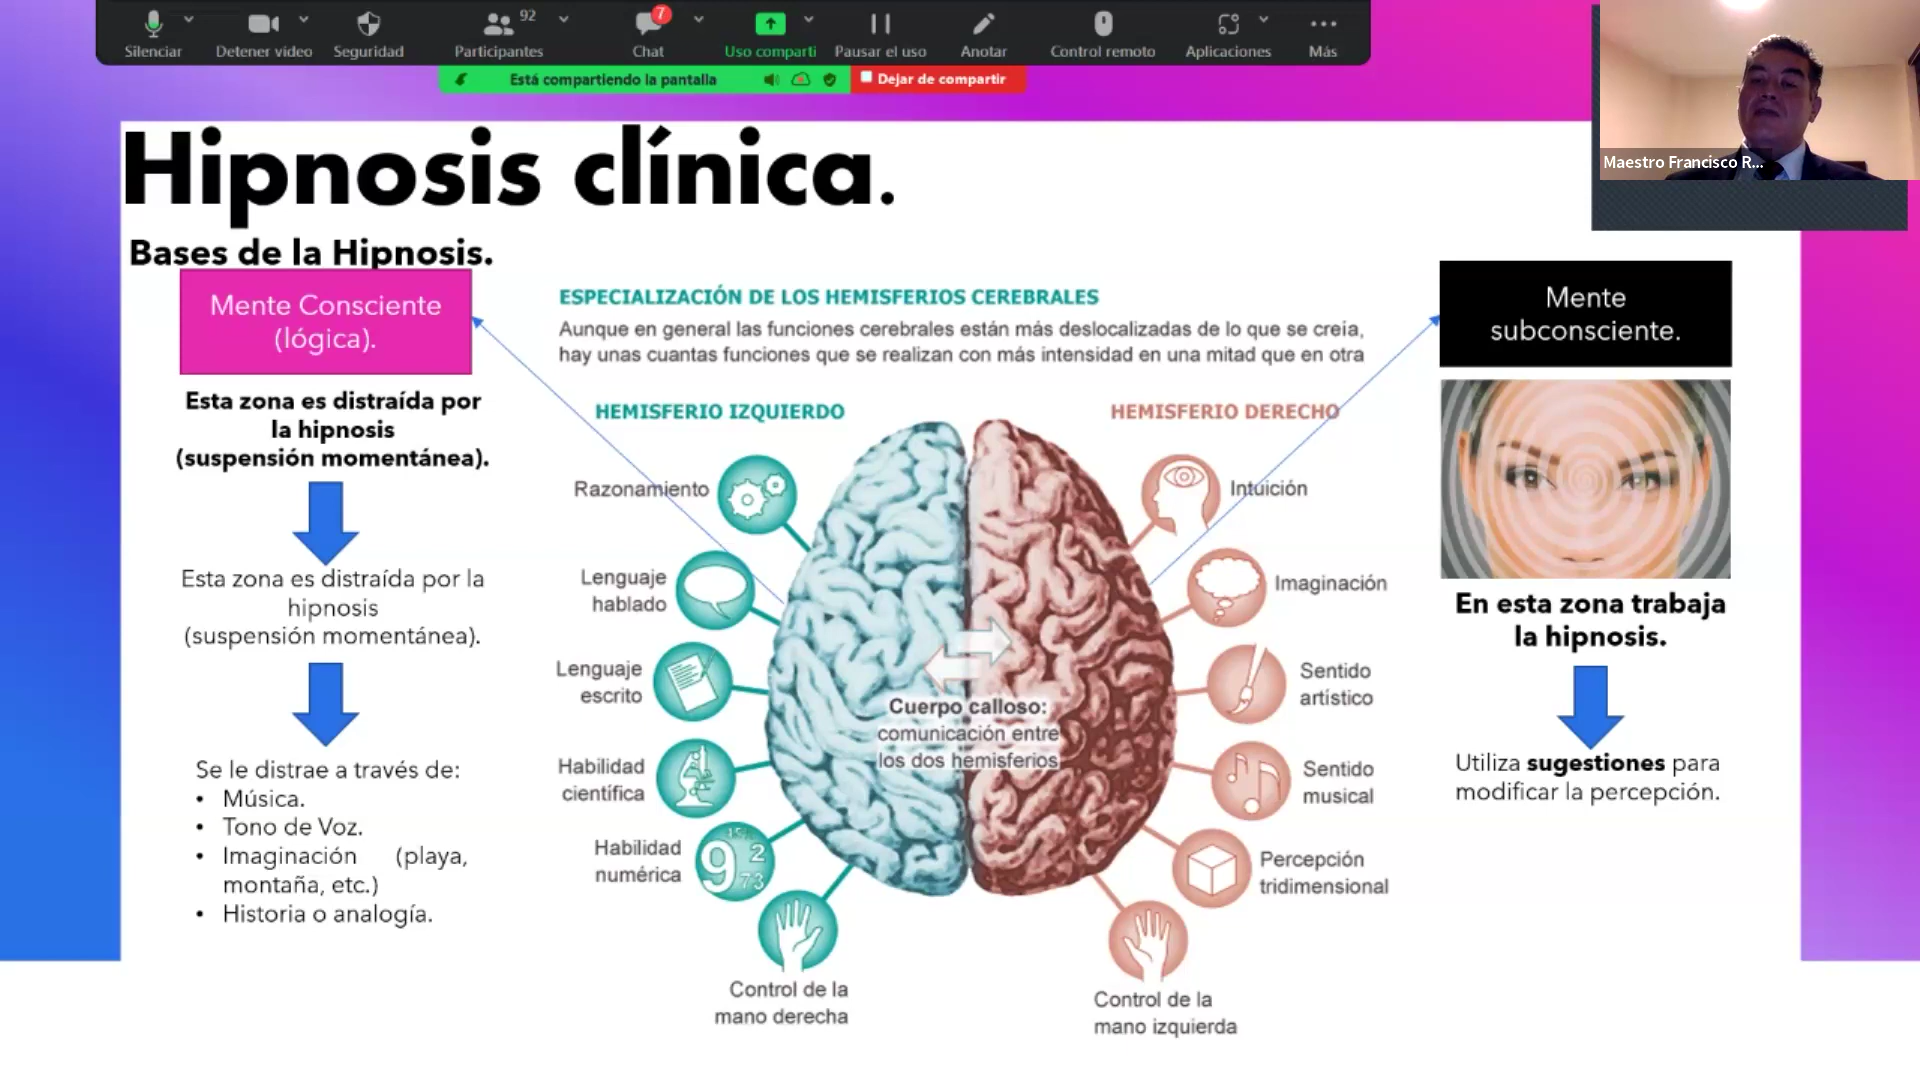 Silenciar
Detener vídeo
Seguridad
92
Participantes
7
Chat
Uso comparti
Pausar el uso
Anotar
Control remoto
Aplicaciones
Más
Está compartiendo la pantalla
Dejar de compartir
Maestro Francisco R...
Hipnosis clínica.
Bases de la Hipnosis.
Mente Consciente
(lógica).
Esta zona es distraída por
la hipnosis
(suspensión momentánea).
Esta zona es distraída por la
hipnosis
(suspensión momentánea).
Se le distrae a través de:
• Música.
• Tono de Voz.
• Imaginación (playa,
montaña, etc.)
• Historia o analogía.
ESPECIALIZACIÓN DE LOS HEMISFERIOS CEREBRALES
Aunque en general las funciones cerebrales están más deslocalizadas de lo que se creía,
hay unas cuantas funciones que se realizan con más intensidad en una mitad que en otra
HEMISFERIO IZQUIERDO
Razonamiento
Lenguaje
hablado
Lenguaje
escrito
Habilidad
científica
Habilidad
numérica
9 2
73
Control de la
mano derecha
Cuerpo calloso:
comunicación entre
los dos hemisferios
HEMISFERIO DERECHO
Intuición
Imaginación
Sentido
artístico
Sentido
musical
Percepción
tridimensional
Control de la
mano izquierda
Mente
subconsciente.
En esta zona trabaja
la hipnosis.
Utiliza sugestiones para
modificar la percepción.